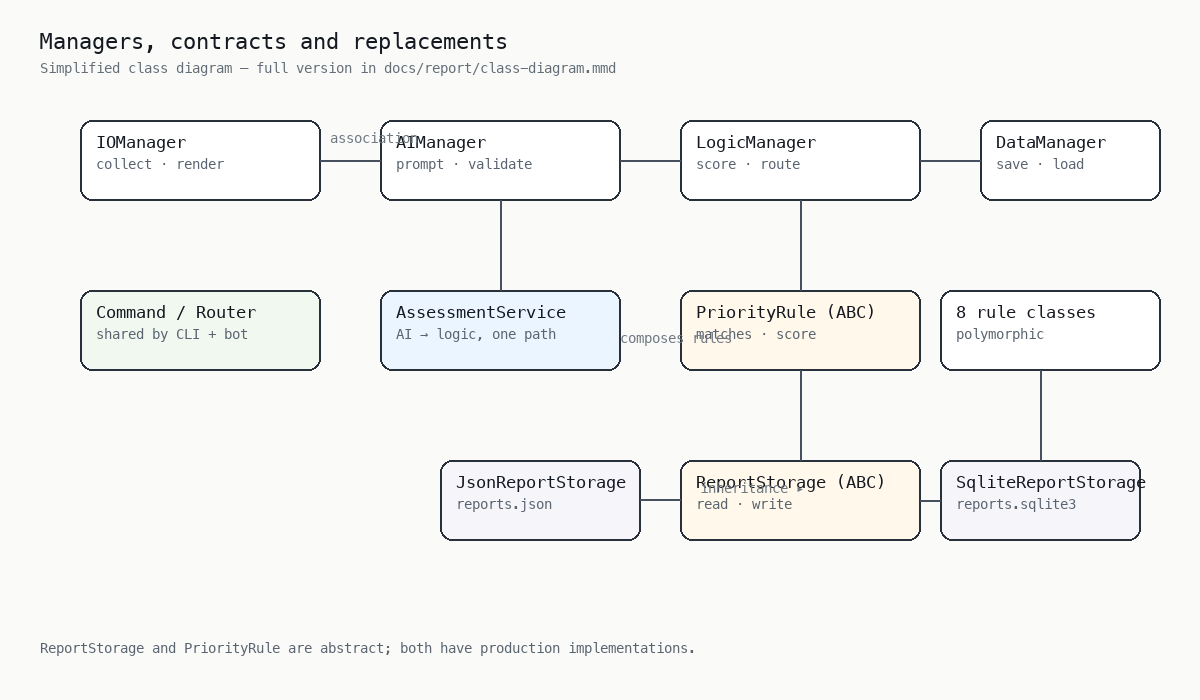 Managers, contracts and replacements
Simplified class diagram — full version in docs/report/class-diagram.mmd
IOManager
collect · render
association
AIManager
prompt · validate
LogicManager
score · route
DataManager
save · load
Command / Router
shared by CLI + bot
AssessmentService
AI → logic, one path
composes rules
PriorityRule (ABC)
matches · score
8 rule classes
polymorphic
JsonReportStorage
reports.json
ReportStorage (ABC)
inheritance ▸
read · write
SqliteReportStorage
reports.sqlite3
ReportStorage and PriorityRule are abstract; both have production implementations.